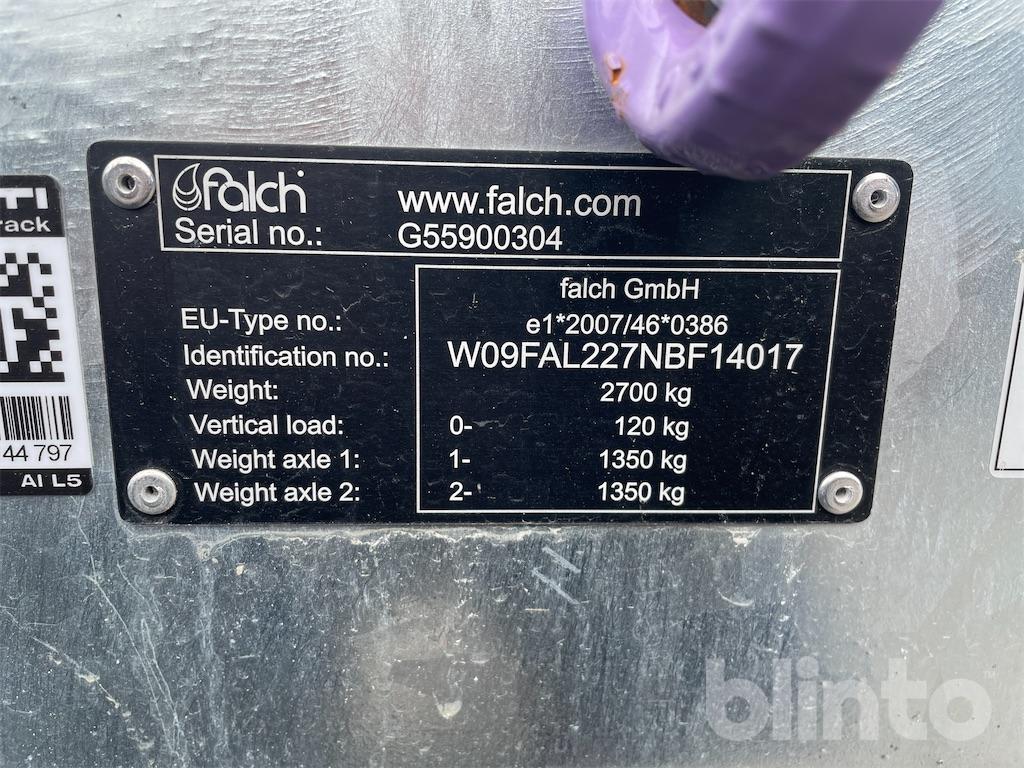 TI
rack
44 797
AI L5
falch
www.falch.com
Serial no.: G55900304
falch GmbH
EU-Type no.: e1*2007/46*0386
Identification no.: W09FAL227NBF14017
Weight: 2700 kg
Vertical load: 0- 120 kg
Weight axle 1: 1- 1350 kg
Weight axle 2: 2- 1350 kg
blinto